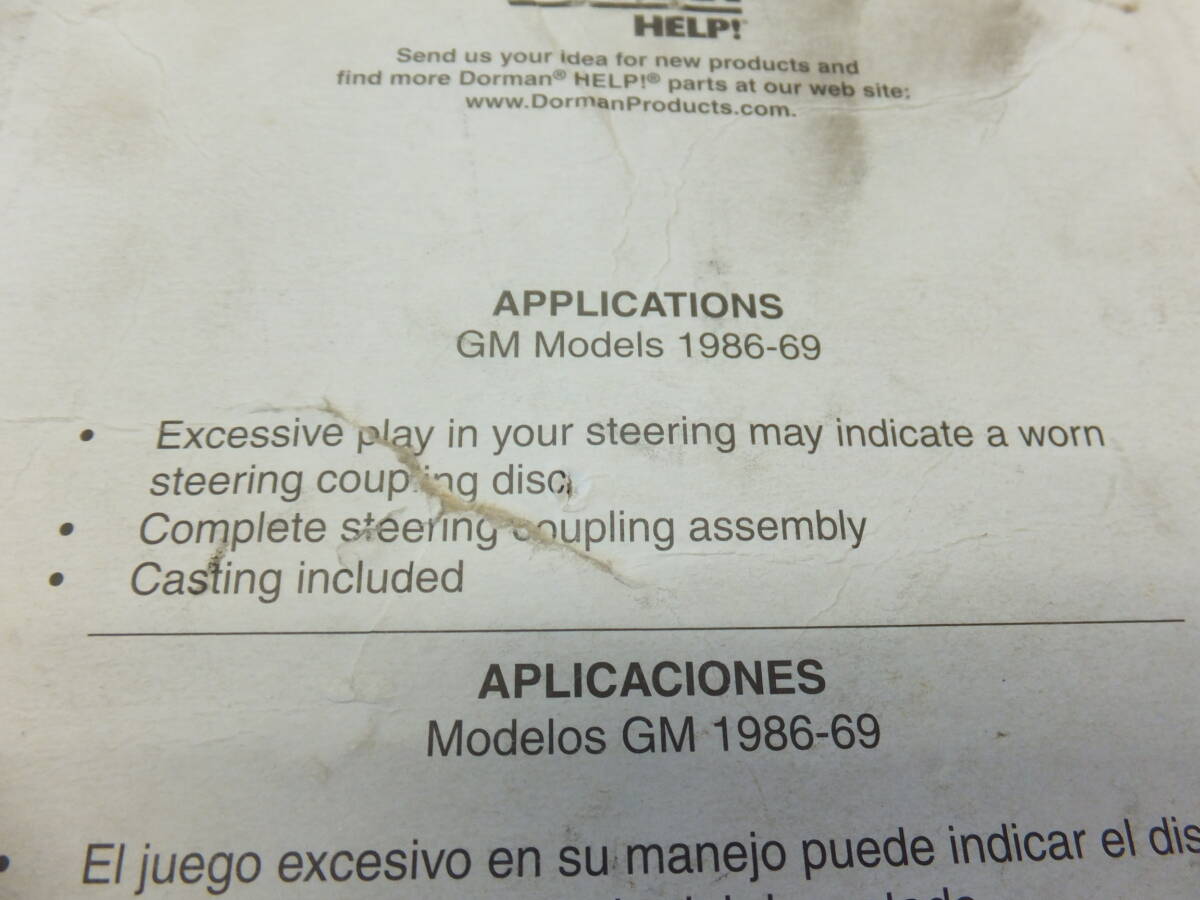 HELP!
Send us your idea for new products and
find more Dorman® HELP!® parts at our web site:
www.DormanProducts.com.
APPLICATIONS
GM Models 1986-69
• Excessive play in your steering may indicate a worn
steering coupling disc.
• Complete steering coupling assembly
• Casting included
APLICACIONES
Modelos GM 1986-69
• El juego excesivo en su manejo puede indicar el dis